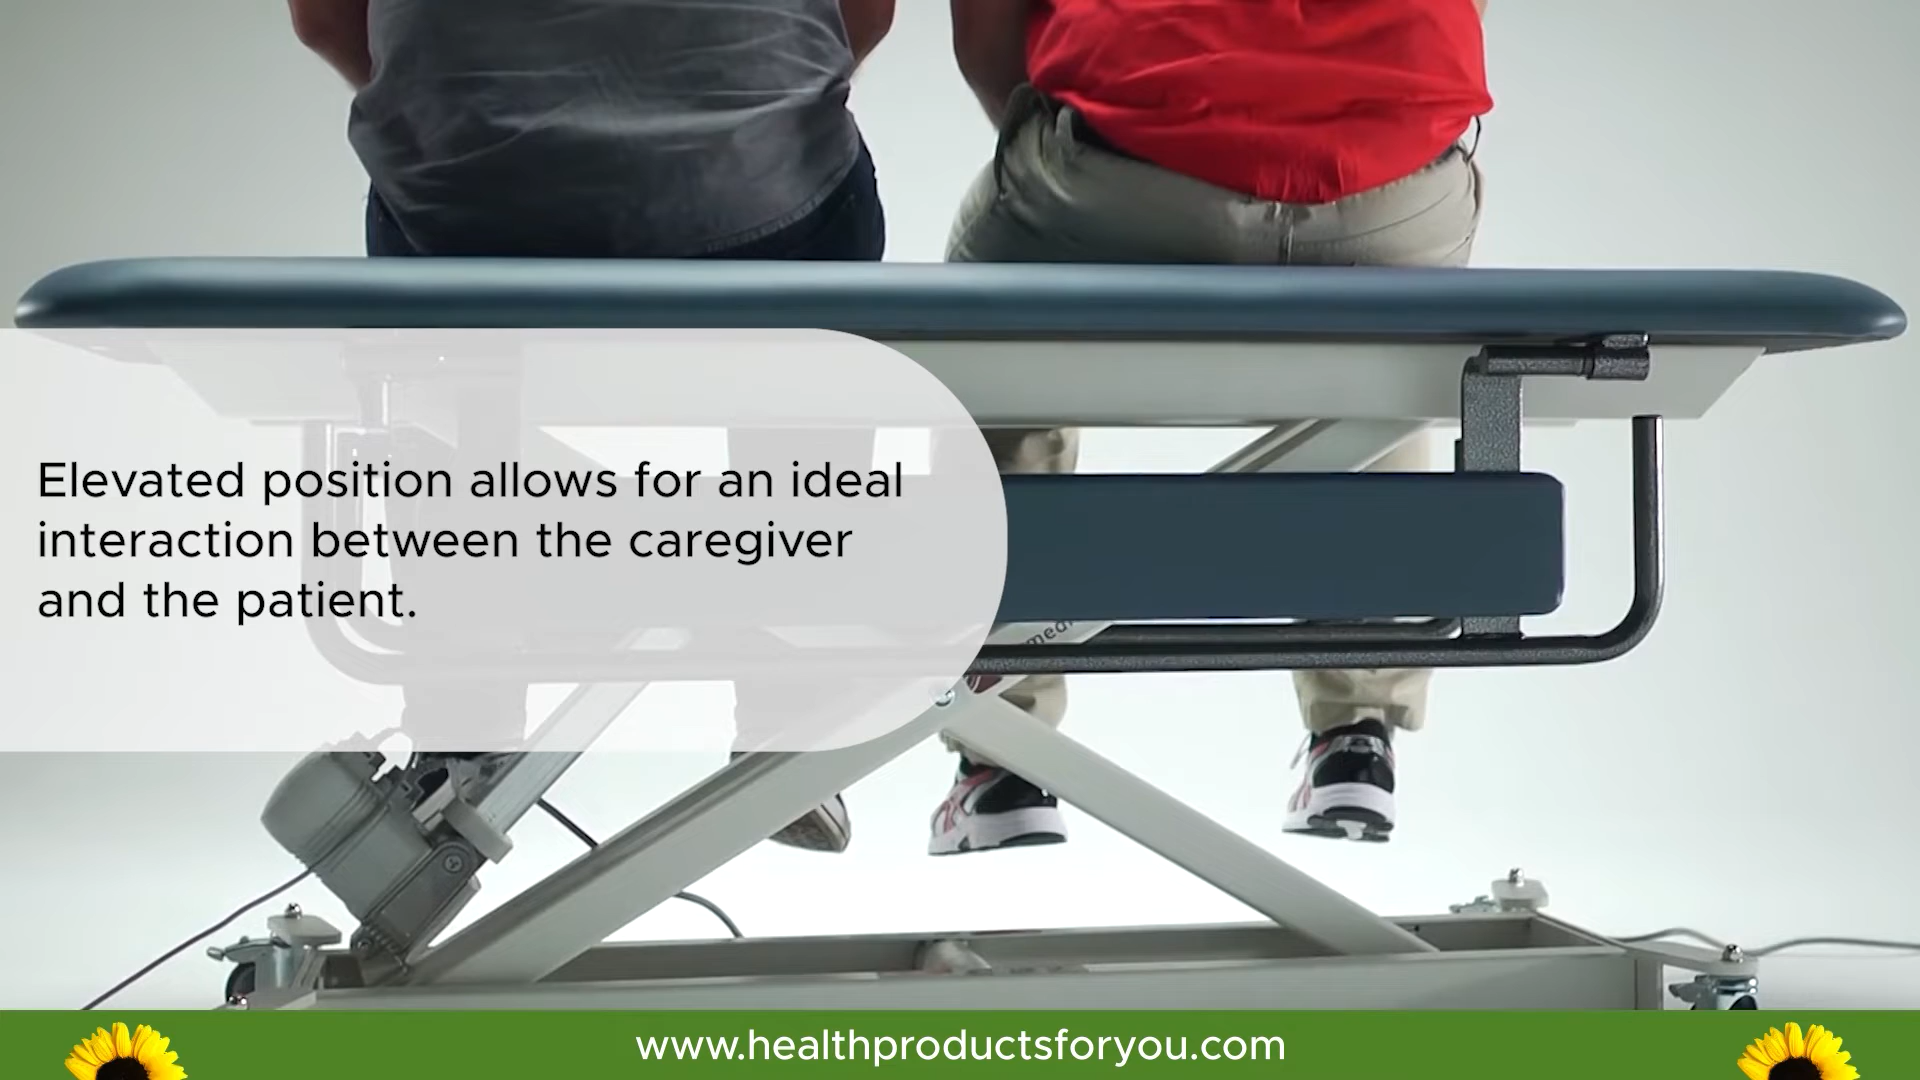 Elevated position allows for an ideal
interaction between the caregiver
and the patient.
www.healthproductsforyou.com